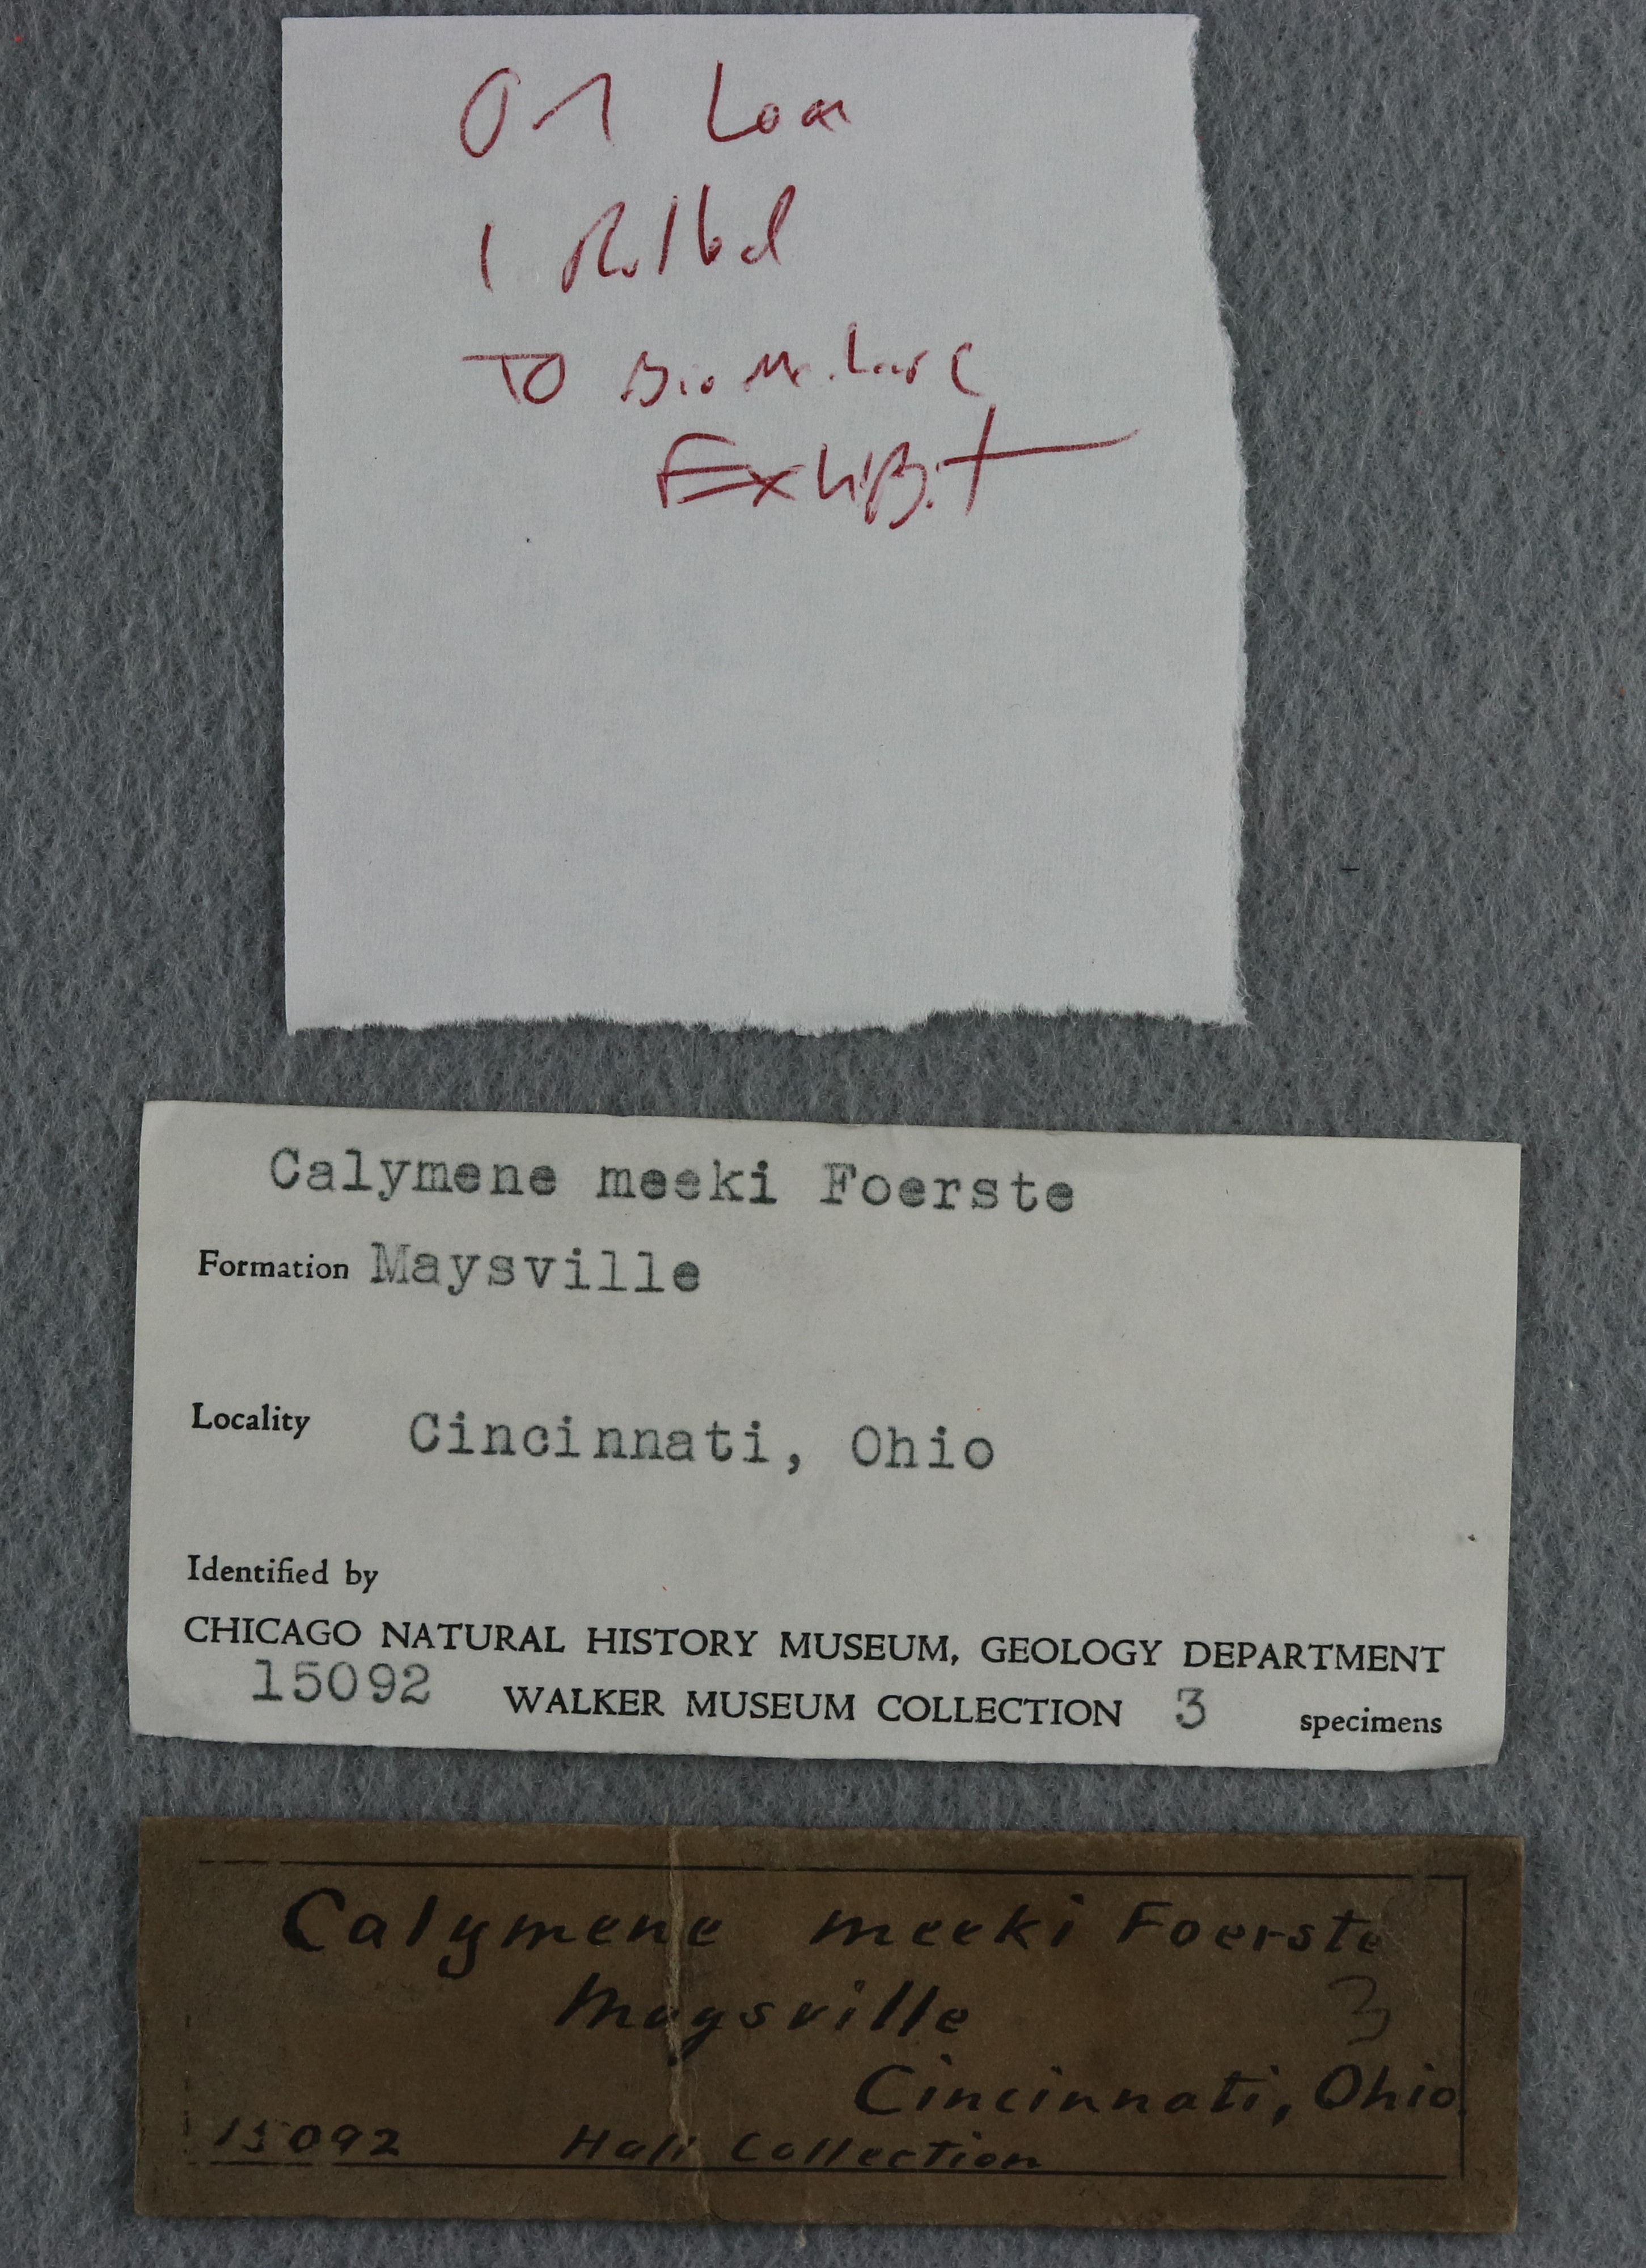 On Loan
1 Rolled
TO
Exhibit
Calymene meeki Foerste
Formation Maysville
Locality Cincinnati, Ohio
Identified by
CHICAGO NATURAL HISTORY MUSEUM, GEOLOGY DEPARTMENT
15092 WALKER MUSEUM COLLECTION 3 specimens
Calymene meeki Foerste
Maysville 3
Cincinnati, Ohio
15092 Hall Collection